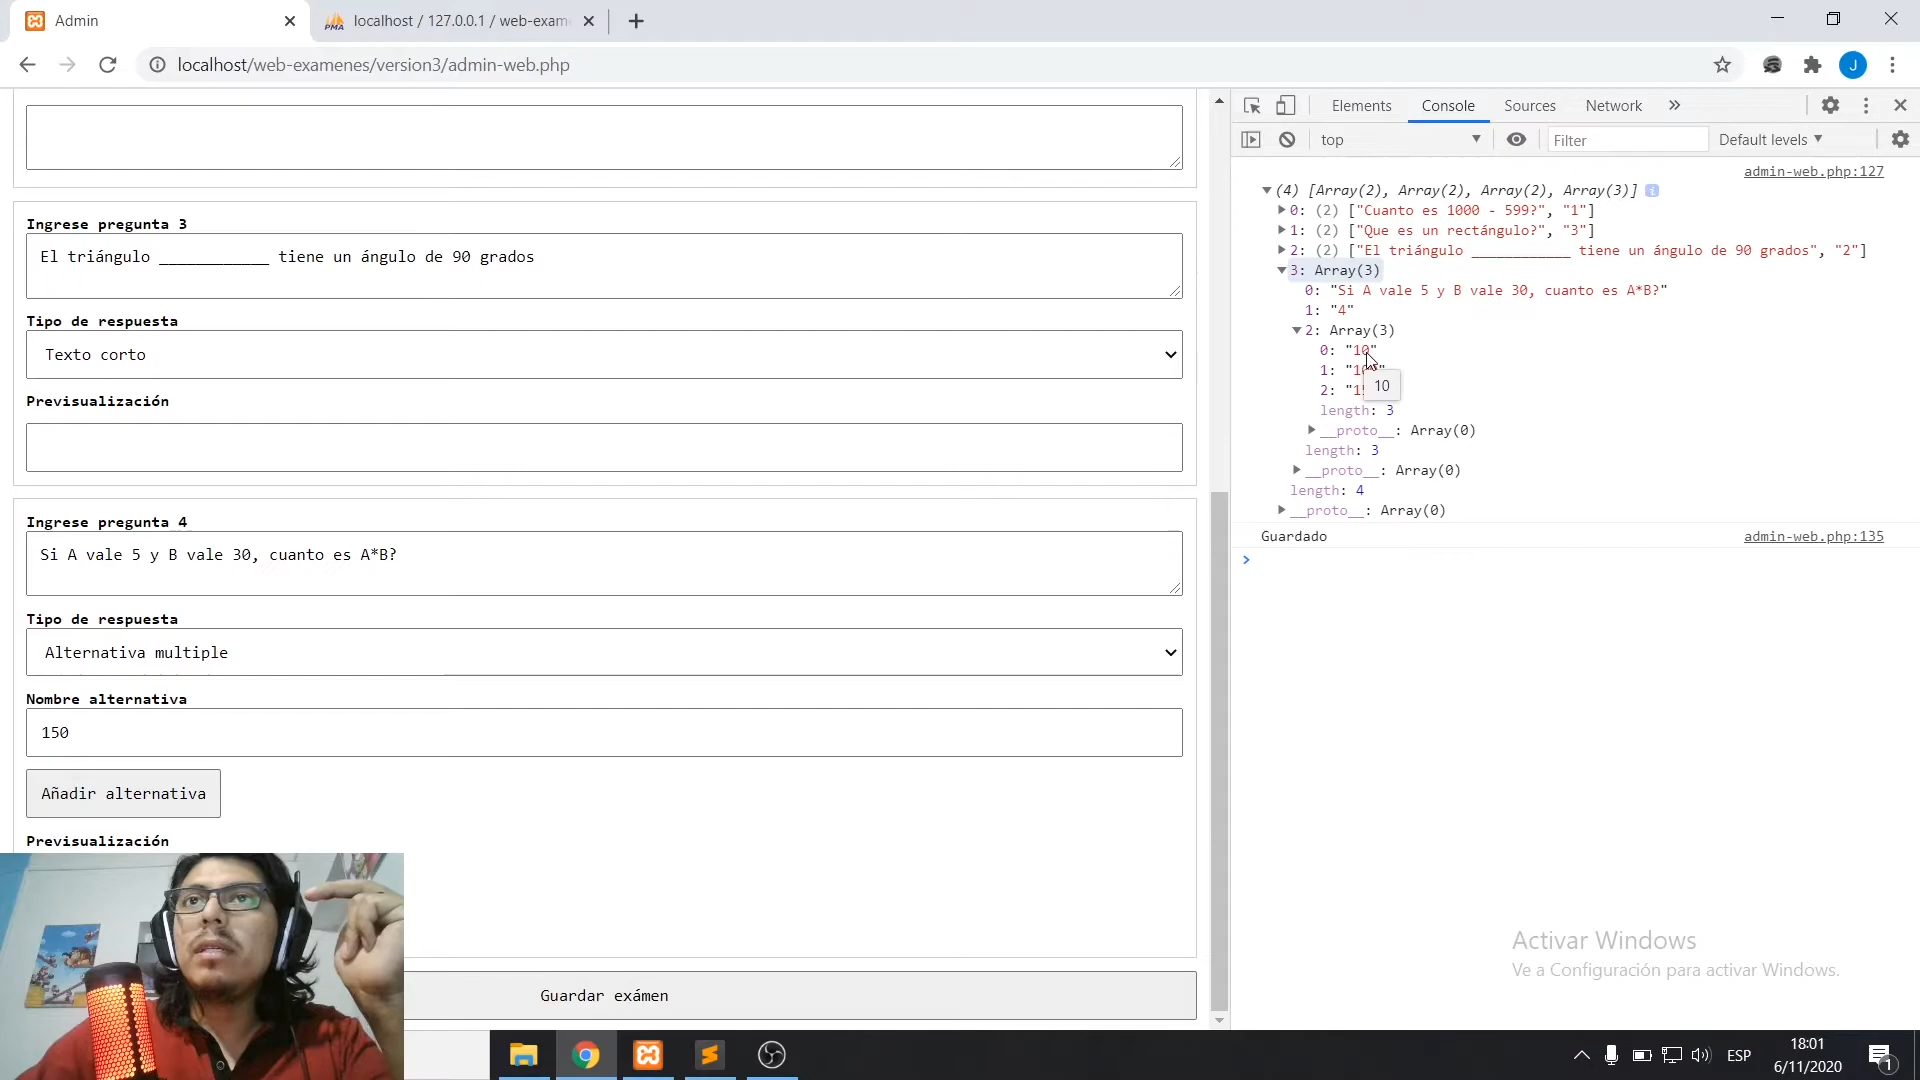 Admin
localhost / 127.0.0.1 / web-exam
localhost/web-examenes/version3/admin-web.php
J
Ingrese pregunta 3
El triángulo ____________ tiene un ángulo de 90 grados
Tipo de respuesta
Texto corto
Previsualización
Ingrese pregunta 4
Si A vale 5 y B vale 30, cuanto es A*B?
Tipo de respuesta
Alternativa multiple
Nombre alternativa
150
Añadir alternativa
Previsualización
Guardar exámen
Elements Console Sources Network
top Filter Default levels
admin-web.php:127
(4) [Array(2), Array(2), Array(2), Array(3)]
0: (2) ["Cuanto es 1000 - 599?", "1"]
1: (2) ["Que es un rectángulo?", "3"]
2: (2) ["El triángulo ____________ tiene un ángulo de 90 grados", "2"]
3: Array(3)
0: "Si A vale 5 y B vale 30, cuanto es A*B?"
1: "4"
2: Array(3)
0: "10"
1:
2:
10
length: 3
__proto__: Array(0)
length: 3
__proto__: Array(0)
length: 4
__proto__: Array(0)
Guardado admin-web.php:135
Activar Windows
Ve a Configuración para activar Windows.
ESP
18:01
6/11/2020
1